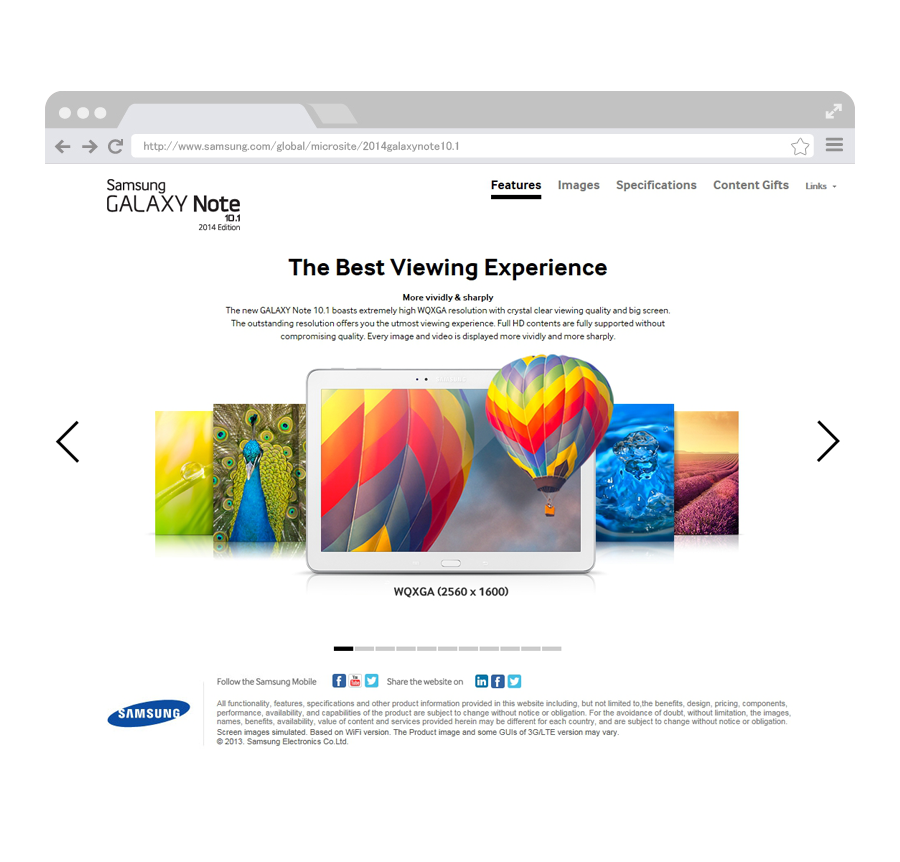 http://www.samsung.com/global/microsite/2014galaxynote10.1
Samsung
GALAXY Note
10.1
2014 Edition
Features Images Specifications Content Gifts Links
The Best Viewing Experience
More vividly & sharply
The new GALAXY Note 10.1 boasts extremely high WQXGA resolution with crystal clear viewing quality and big screen.
The outstanding resolution offers you the utmost viewing experience. Full HD contents are fully supported without
compromising quality. Every image and video is displayed more vividly and more sharply.
WQXGA (2560 x 1600)
Follow the Samsung Mobile Share the website on
SAMSUNG
All functionality, features, specifications and other product information provided in this website including, but not limited to,the benefits, design, pricing, components,
performance, availability, and capabilities of the product are subject to change without notice or obligation. For the avoidance of doubt, without limitation, the images,
names, benefits, availability, value of content and services provided herein may be different for each country, and are subject to change without notice or obligation.
Screen images simulated. Based on WiFi version. The Product image and some GUIs of 3G/LTE version may vary.
© 2013. Samsung Electronics Co.Ltd.